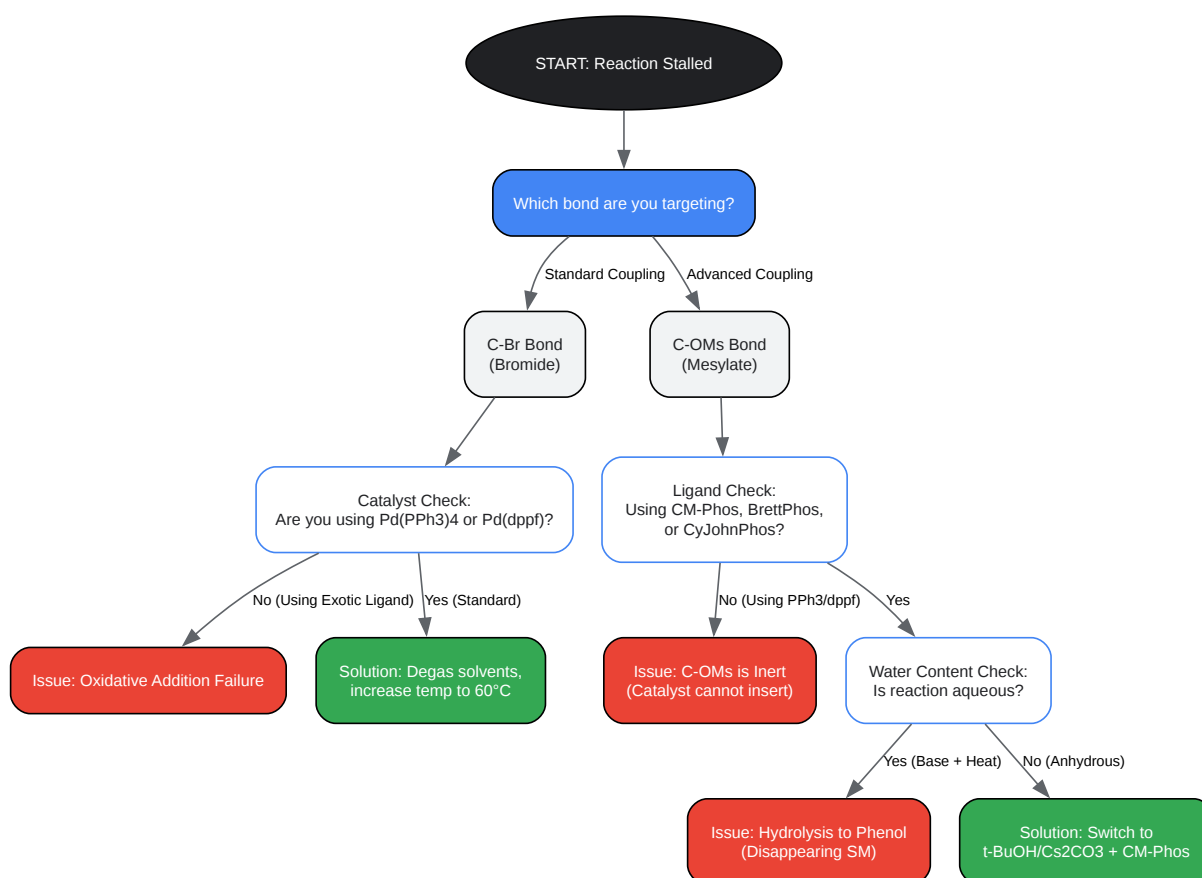 START: Reaction Stalled
Which bond are you targeting?
Standard Coupling
Advanced Coupling
C-Br Bond
(Bromide)
C-OMs Bond
(Mesylate)
Catalyst Check:
Are you using Pd(PPh3)4 or Pd(dppf)?
Ligand Check:
Using CM-Phos, BrettPhos,
or CyJohnPhos?
No (Using Exotic Ligand)
Yes (Standard)
No (Using PPh3/dppf)
Yes
Issue: Oxidative Addition Failure
Solution: Degas solvents,
increase temp to 60°C
Issue: C-OMs is Inert
(Catalyst cannot insert)
Water Content Check:
Is reaction aqueous?
Yes (Base + Heat)
No (Anhydrous)
Issue: Hydrolysis to Phenol
(Disappearing SM)
Solution: Switch to
t-BuOH/Cs2CO3 + CM-Phos